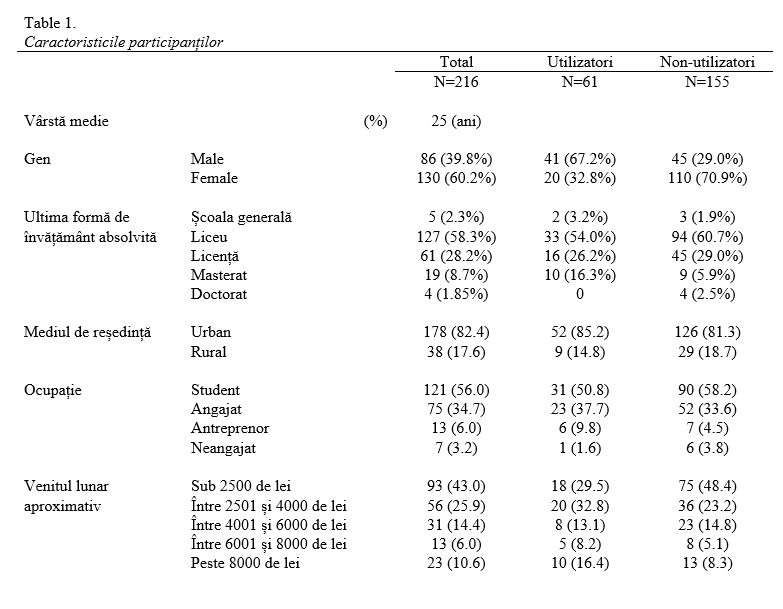 Table 1.
Caractoristicile participanților
Total Utilizatori Non-utilizatori
N=216 N=61 N=155
Vârstă medie (%) 25 (ani)
Gen Male 86 (39.8%) 41 (67.2%) 45 (29.0%)
Female 130 (60.2%) 20 (32.8%) 110 (70.9%)
Ultima formă de Școala generală 5 (2.3%) 2 (3.2%) 3 (1.9%)
învățământ absolvită Liceu 127 (58.3%) 33 (54.0%) 94 (60.7%)
Licență 61 (28.2%) 16 (26.2%) 45 (29.0%)
Masterat 19 (8.7%) 10 (16.3%) 9 (5.9%)
Doctorat 4 (1.85%) 0 4 (2.5%)
Mediul de reședință Urban 178 (82.4) 52 (85.2) 126 (81.3)
Rural 38 (17.6) 9 (14.8) 29 (18.7)
Ocupație Student 121 (56.0) 31 (50.8) 90 (58.2)
Angajat 75 (34.7) 23 (37.7) 52 (33.6)
Antreprenor 13 (6.0) 6 (9.8) 7 (4.5)
Neangajat 7 (3.2) 1 (1.6) 6 (3.8)
Venitul lunar Sub 2500 de lei 93 (43.0) 18 (29.5) 75 (48.4)
aproximativ Între 2501 și 4000 de lei 56 (25.9) 20 (32.8) 36 (23.2)
Între 4001 și 6000 de lei 31 (14.4) 8 (13.1) 23 (14.8)
Între 6001 și 8000 de lei 13 (6.0) 5 (8.2) 8 (5.1)
Peste 8000 de lei 23 (10.6) 10 (16.4) 13 (8.3)